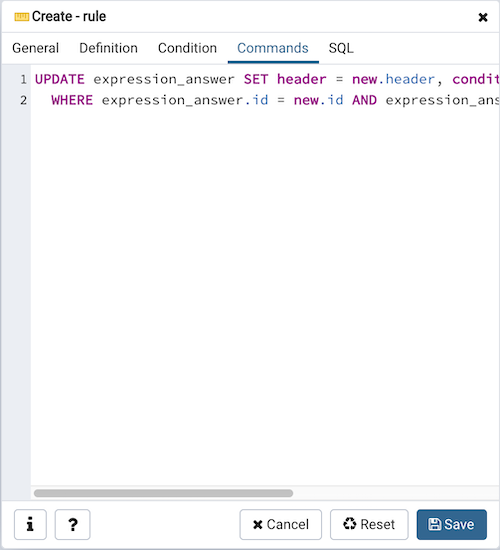 Create - rule
General Definition Condition Commands SQL
1 UPDATE expression_answer SET header = new.header, condit
2 WHERE expression_answer.id = new.id AND expression_ans
i ? Cancel Reset Save